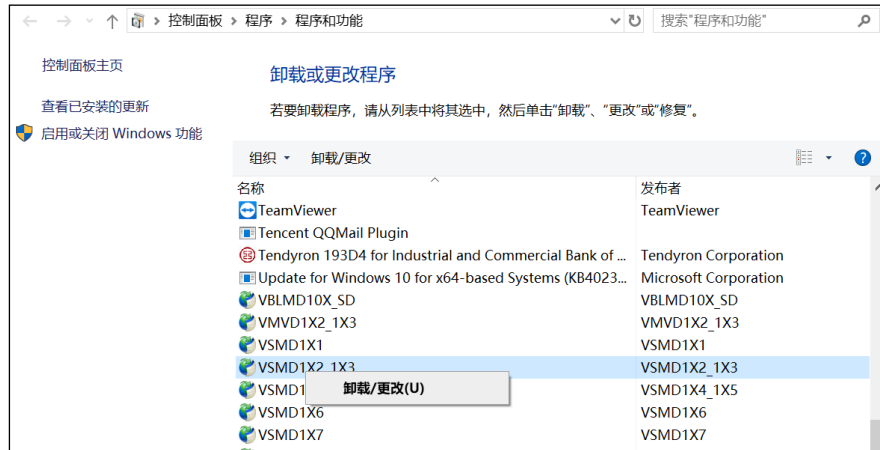 控制面板 程序 程序和功能 搜索"程序和功能"
控制面板主页
查看已安装的更新
启用或关闭 Windows 功能
卸载或更改程序
若要卸载程序，请从列表中将其选中，然后单击"卸载"、"更改"或"修复"。
组织 卸载/更改
名称 发布者
TeamViewer TeamViewer
Tencent QQMail Plugin
Tendyron 193D4 for Industrial and Commercial Bank of ... Tendyron Corporation
Update for Windows 10 for x64-based Systems (KB4023... Microsoft Corporation
VBLMD10X_SD VBLMD10X_SD
VMVD1X2_1X3 VMVD1X2_1X3
VSMD1X1 VSMD1X1
VSMD1X2_1X3 VSMD1X2_1X3
卸载/更改(U)
VSMD1 VSMD1X4_1X5
VSMD1X6 VSMD1X6
VSMD1X7 VSMD1X7